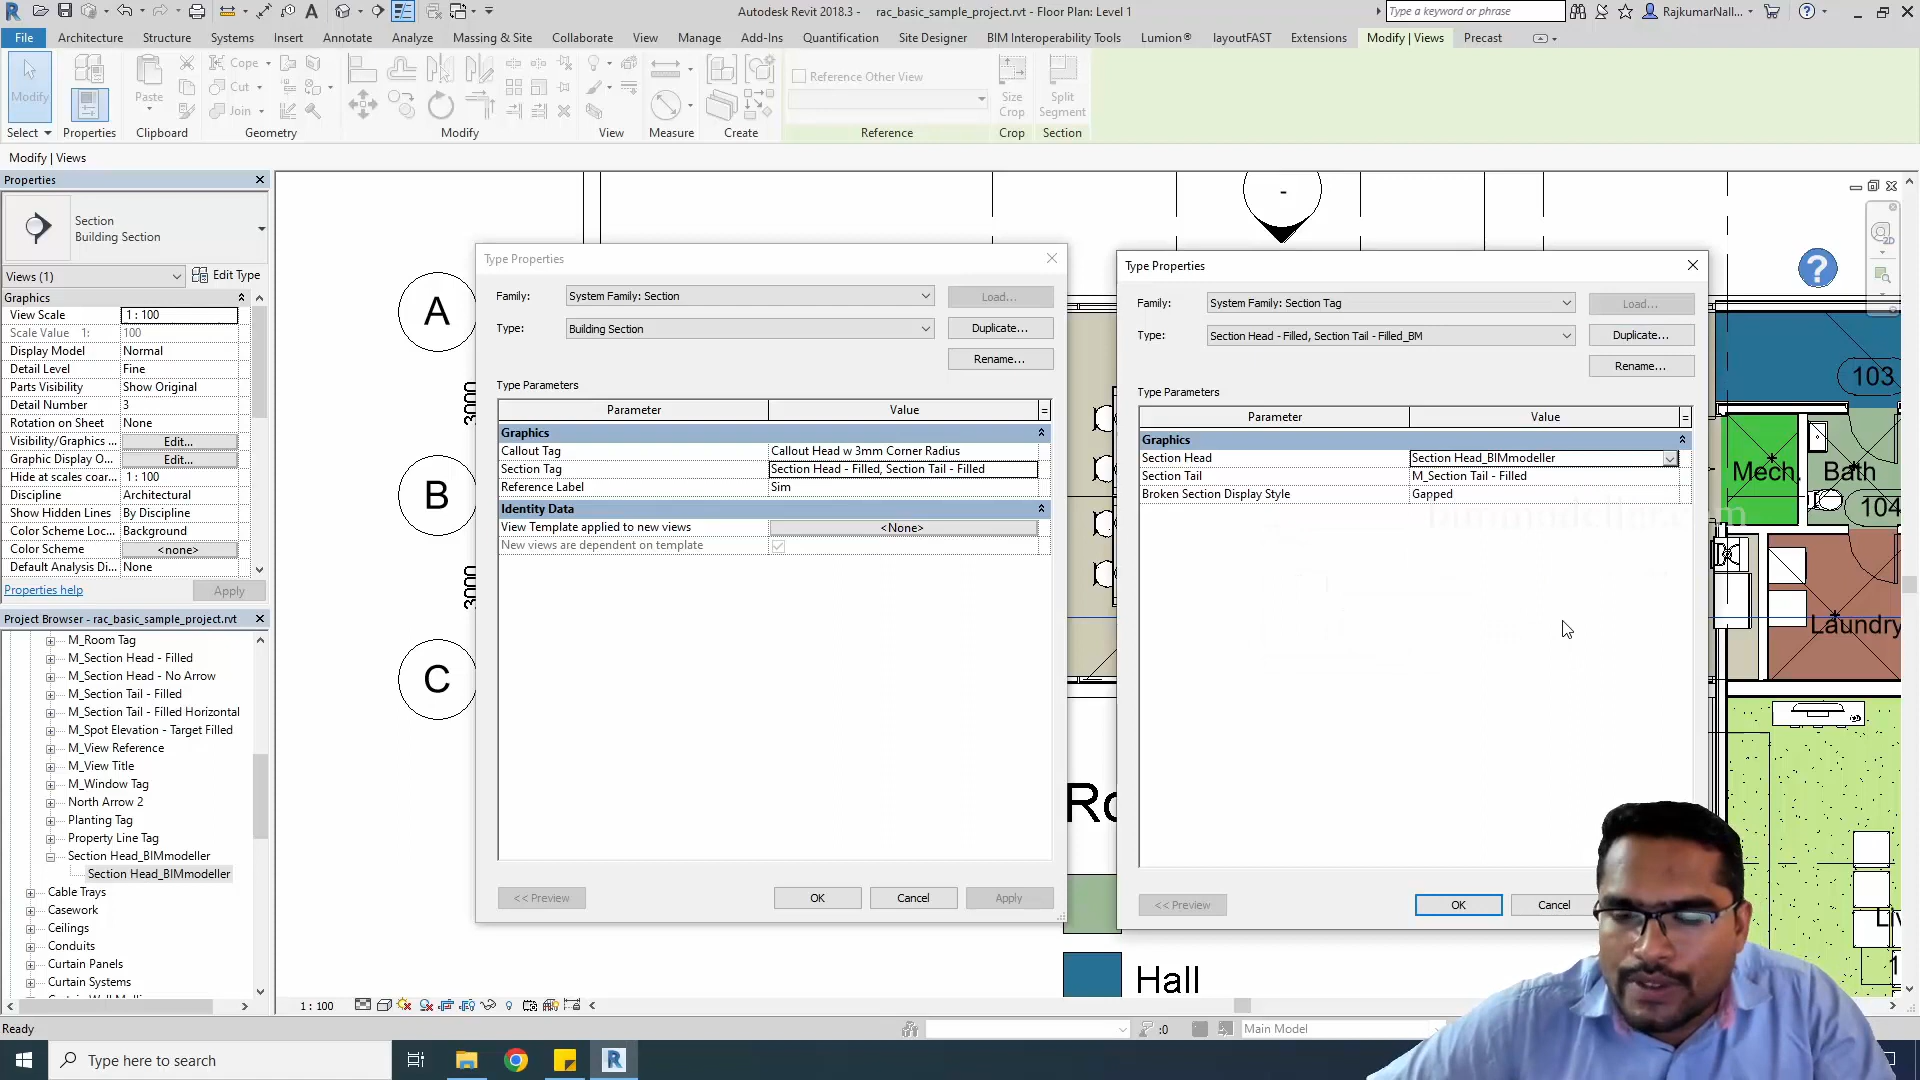 Autodesk Revit 2018.3 -    rac_basic_sample_project.rvt - Floor Plan: Level 1
Type a keyword or phrase
RajkumarNall...
File Architecture Structure Systems Insert Annotate Analyze Massing & Site Collaborate View Manage Add-Ins Quantification Site Designer BIM Interoperability Tools Lumion® layoutFAST Extensions Modify | Views Precast
Modify
Paste
Cope
Cut
Join
Reference Other View
Size Crop
Split Segment
Select Properties Clipboard Geometry Modify View Measure Create Reference Crop Section
Modify | Views
Properties
Section
Building Section
Views (1)
Edit Type
Graphics
View Scale 1 : 100
Scale Value 1: 100
Display Model Normal
Detail Level Fine
Parts Visibility Show Original
Detail Number 3
Rotation on Sheet None
Visibility/Graphics ... Edit...
Graphic Display O... Edit...
Hide at scales coar... 1 : 100
Discipline Architectural
Show Hidden Lines By Discipline
Color Scheme Loc... Background
Color Scheme <none>
Default Analysis Di... None
Properties help Apply
Project Browser - rac_basic_sample_project.rvt
M_Room Tag
M_Section Head - Filled
M_Section Head - No Arrow
M_Section Tail - Filled
M_Section Tail - Filled Horizontal
M_Spot Elevation - Target Filled
M_View Reference
M_View Title
M_Window Tag
North Arrow 2
Planting Tag
Property Line Tag
Section Head_BIMmodeller
Section Head_BIMmodeller
Cable Trays
Casework
Ceilings
Conduits
Curtain Panels
Curtain Systems
A
3000
B
3000
C
Type Properties
Family: System Family: Section Load...
Type: Building Section Duplicate...
Rename...
Type Parameters
Parameter Value =
Graphics
Callout Tag Callout Head w 3mm Corner Radius
Section Tag Section Head - Filled, Section Tail - Filled
Reference Label Sim
Identity Data
View Template applied to new views <None>
New views are dependent on template
<< Preview OK Cancel Apply
Type Properties
Family: System Family: Section Tag Load...
Type: Section Head - Filled, Section Tail - Filled_BM Duplicate...
Rename...
Type Parameters
Parameter Value =
Graphics
Section Head Section Head_BIMmodeller
Section Tail M_Section Tail - Filled
Broken Section Display Style Gapped
<< Preview OK Cancel
2D
103
Mech. Bath
104
Laundry
Hall
1 : 100
Ready
:0
Main Model
Type here to search